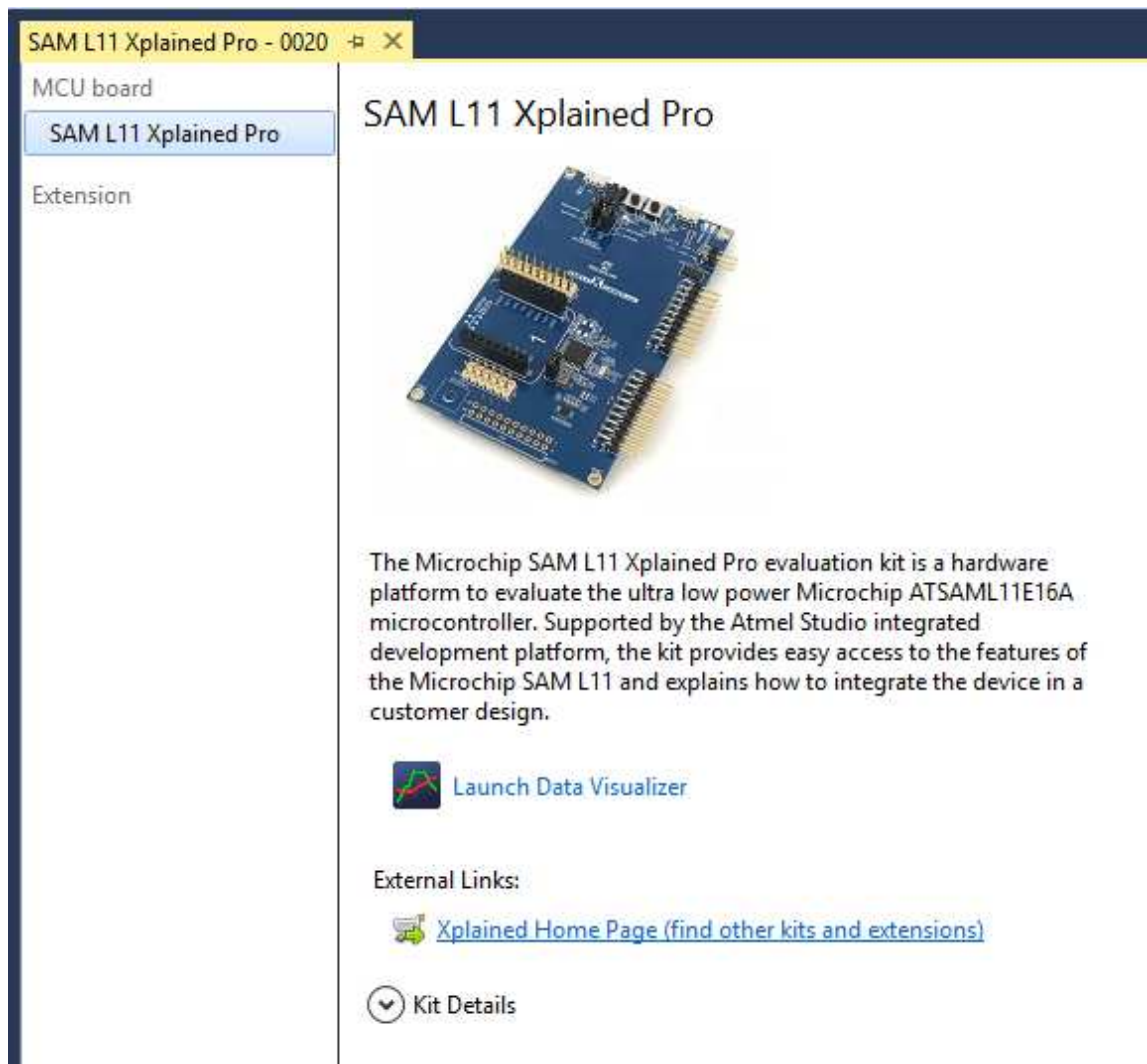 SAM L11 Xplained Pro - 0020
MCU board
SAM L11 Xplained Pro
Extension
SAM L11 Xplained Pro
The Microchip SAM L11 Xplained Pro evaluation kit is a hardware
platform to evaluate the ultra low power Microchip ATSAML11E16A
microcontroller. Supported by the Atmel Studio integrated
development platform, the kit provides easy access to the features of
the Microchip SAM L11 and explains how to integrate the device in a
customer design.
Launch Data Visualizer
External Links:
Xplained Home Page (find other kits and extensions)
Kit Details